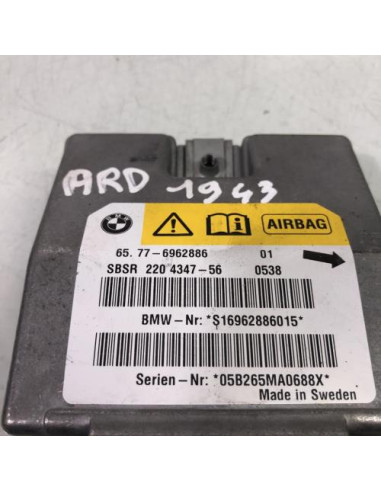 ARD 1943
BMW
AIRBAG
65. 77-6962886 01
SBSR 220 4347-56 0538
BMW-Nr: *S16962886015*
Serien-Nr: *05B265MA0688X*
Made in Sweden